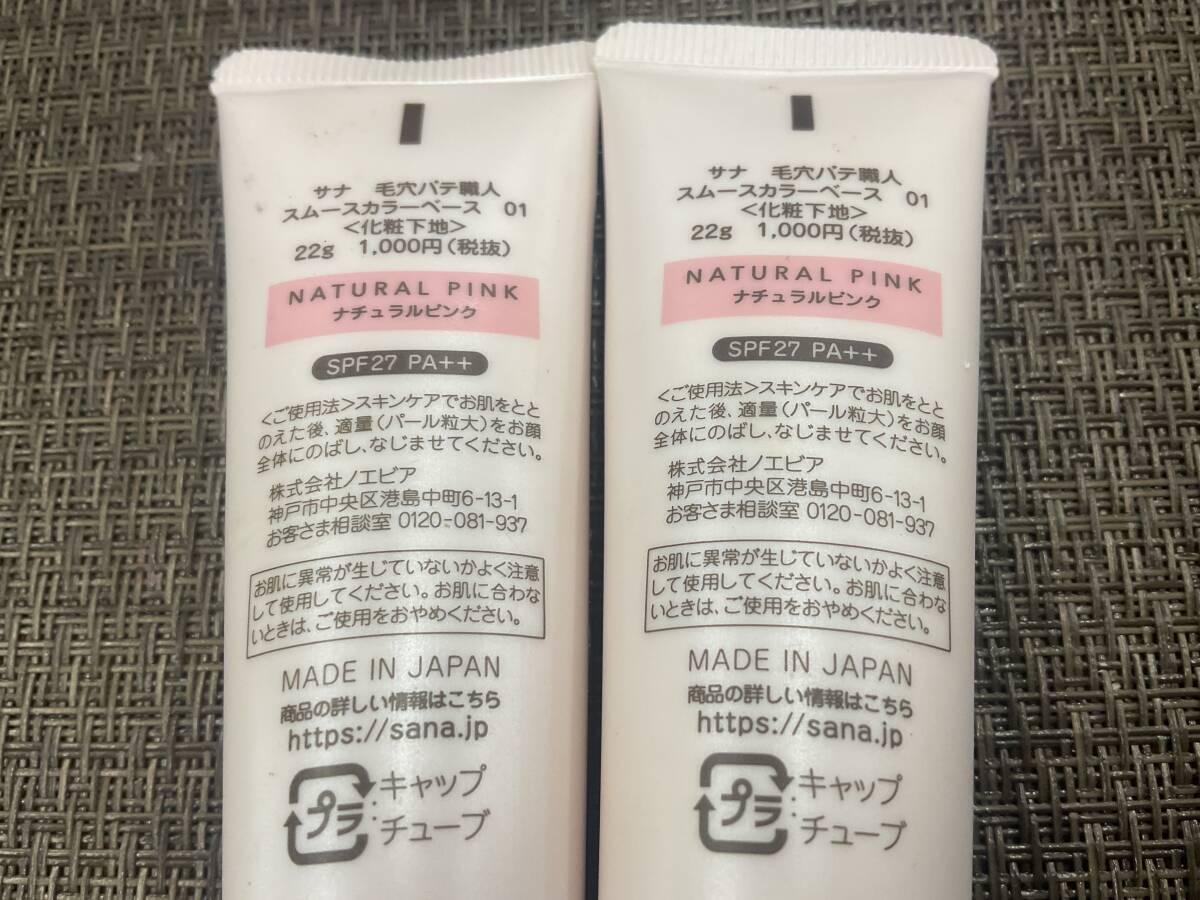 サナ 毛穴パテ職人
スムースカラーベース 01
<化粧下地>
22g 1,000円(税抜)
NATURAL PINK
ナチュラルピンク
SPF27 PA++
<ご使用法>スキンケアでお肌をとと
のえた後、適量(パール粒大)をお顔
全体にのばし、なじませてください。
株式会社ノエビア
神戸市中央区港島中町6-13-1
お客さま相談室 0120-081-937
お肌に異常が生じていないかよく注意
して使用してください。お肌に合わな
いときは、ご使用をおやめください。
MADE IN JAPAN
商品の詳しい情報はこちら
https://sana.jp
プラ:キャップ
チューブ
サナ 毛穴パテ職人
スムースカラーベース 01
<化粧下地>
22g 1,000円(税抜)
NATURAL PINK
ナチュラルピンク
SPF27 PA++
<ご使用法>スキンケアでお肌をとと
のえた後、適量(パール粒大)をお顔
全体にのばし、なじませてください。
株式会社ノエビア
神戸市中央区港島中町6-13-1
お客さま相談室 0120-081-937
お肌に異常が生じていないかよく注意
して使用してください。お肌に合わな
いときは、ご使用をおやめください。
MADE IN JAPAN
商品の詳しい情報はこちら
https://sana.jp
プラ:キャップ
チューブ